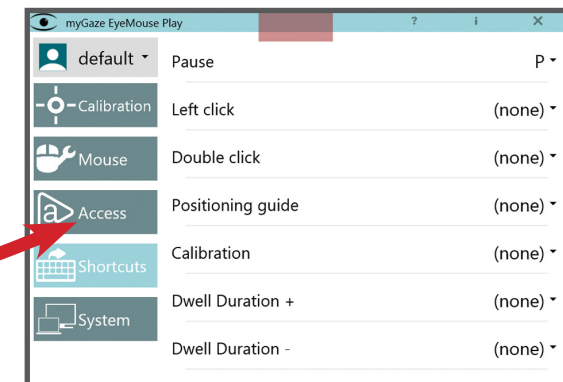 myGaze EyeMouse Play ? i ✕
default
Pause P
Calibration
Left click (none)
Mouse
Double click (none)
a Access
Positioning guide (none)
Shortcuts
Calibration (none)
System
Dwell Duration + (none)
Dwell Duration - (none)